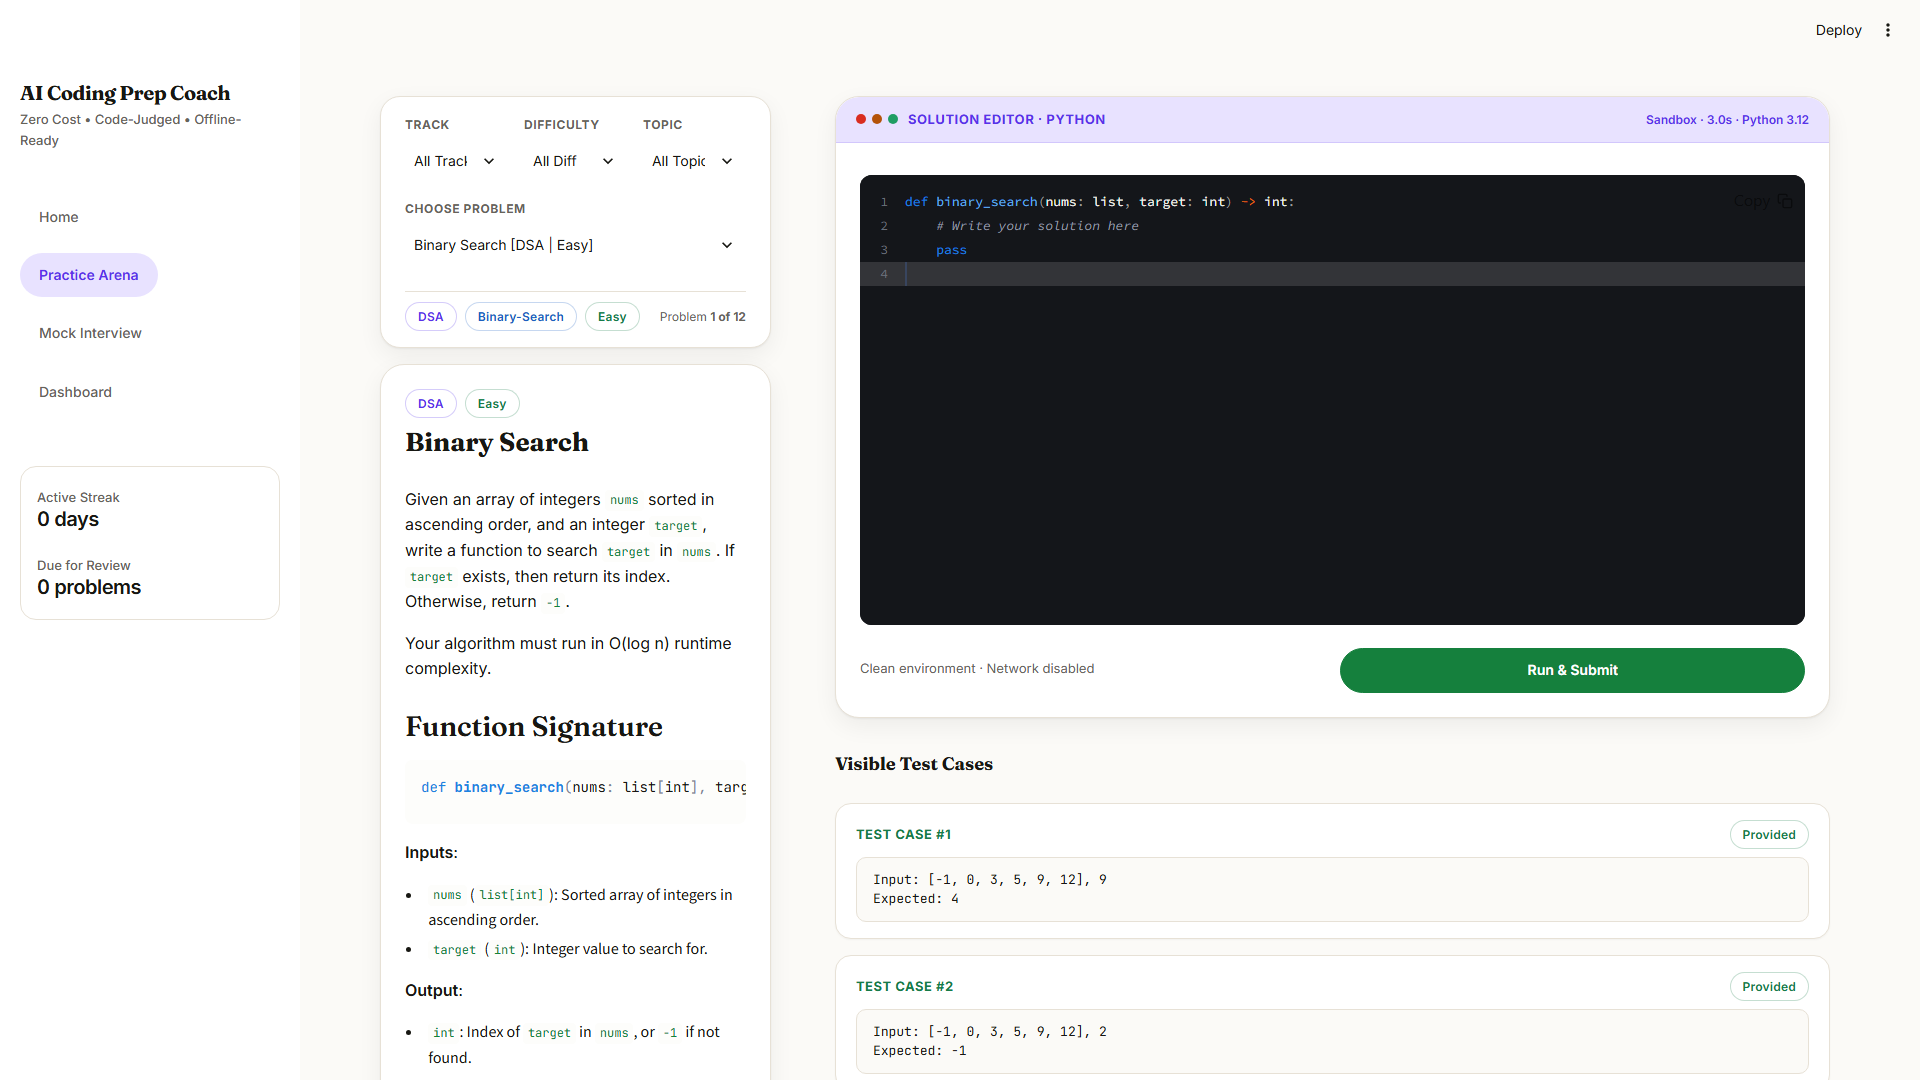 Deploy
AI Coding Prep Coach
Zero Cost • Code-Judged • Offline-
Ready
Home
Practice Arena
Mock Interview
Dashboard
Active Streak
0 days
Due for Review
0 problems
TRACK DIFFICULTY TOPIC
All Track All Diff All Topic
CHOOSE PROBLEM
Binary Search [DSA | Easy]
DSA Binary-Search Easy Problem 1 of 12
DSA Easy
Binary Search
Given an array of integers nums sorted in
ascending order, and an integer target ,
write a function to search target in nums . If
target exists, then return its index.
Otherwise, return -1 .
Your algorithm must run in O(log n) runtime
complexity.
Function Signature
def binary_search(nums: list[int], targ
Inputs:
• nums ( list[int] ): Sorted array of integers in
ascending order.
• target ( int ): Integer value to search for.
Output:
• int : Index of target in nums , or -1 if not
found.
SOLUTION EDITOR · PYTHON Sandbox · 3.0s · Python 3.12
Copy
1 def binary_search(nums: list, target: int) -> int:
2 # Write your solution here
3 pass
4
Clean environment · Network disabled
Run & Submit
Visible Test Cases
TEST CASE #1 Provided
Input: [-1, 0, 3, 5, 9, 12], 9
Expected: 4
TEST CASE #2 Provided
Input: [-1, 0, 3, 5, 9, 12], 2
Expected: -1